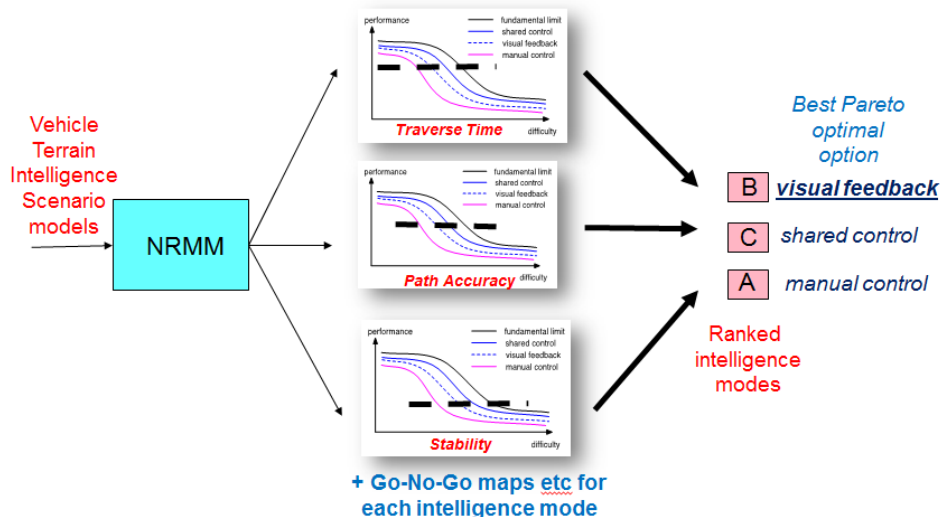 Vehicle
Terrain
Intelligence
Scenario
models
NRMM
performance
fundamental limit
shared control
visual feedback
manual control
Traverse Time
difficulty
performance
fundamental limit
shared control
visual feedback
manual control
Path Accuracy
difficulty
performance
fundamental limit
shared control
visual feedback
manual control
Stability
difficulty
+ Go-No-Go maps etc for
each intelligence mode
Best Pareto
optimal
option
B visual feedback
C shared control
A manual control
Ranked
intelligence
modes